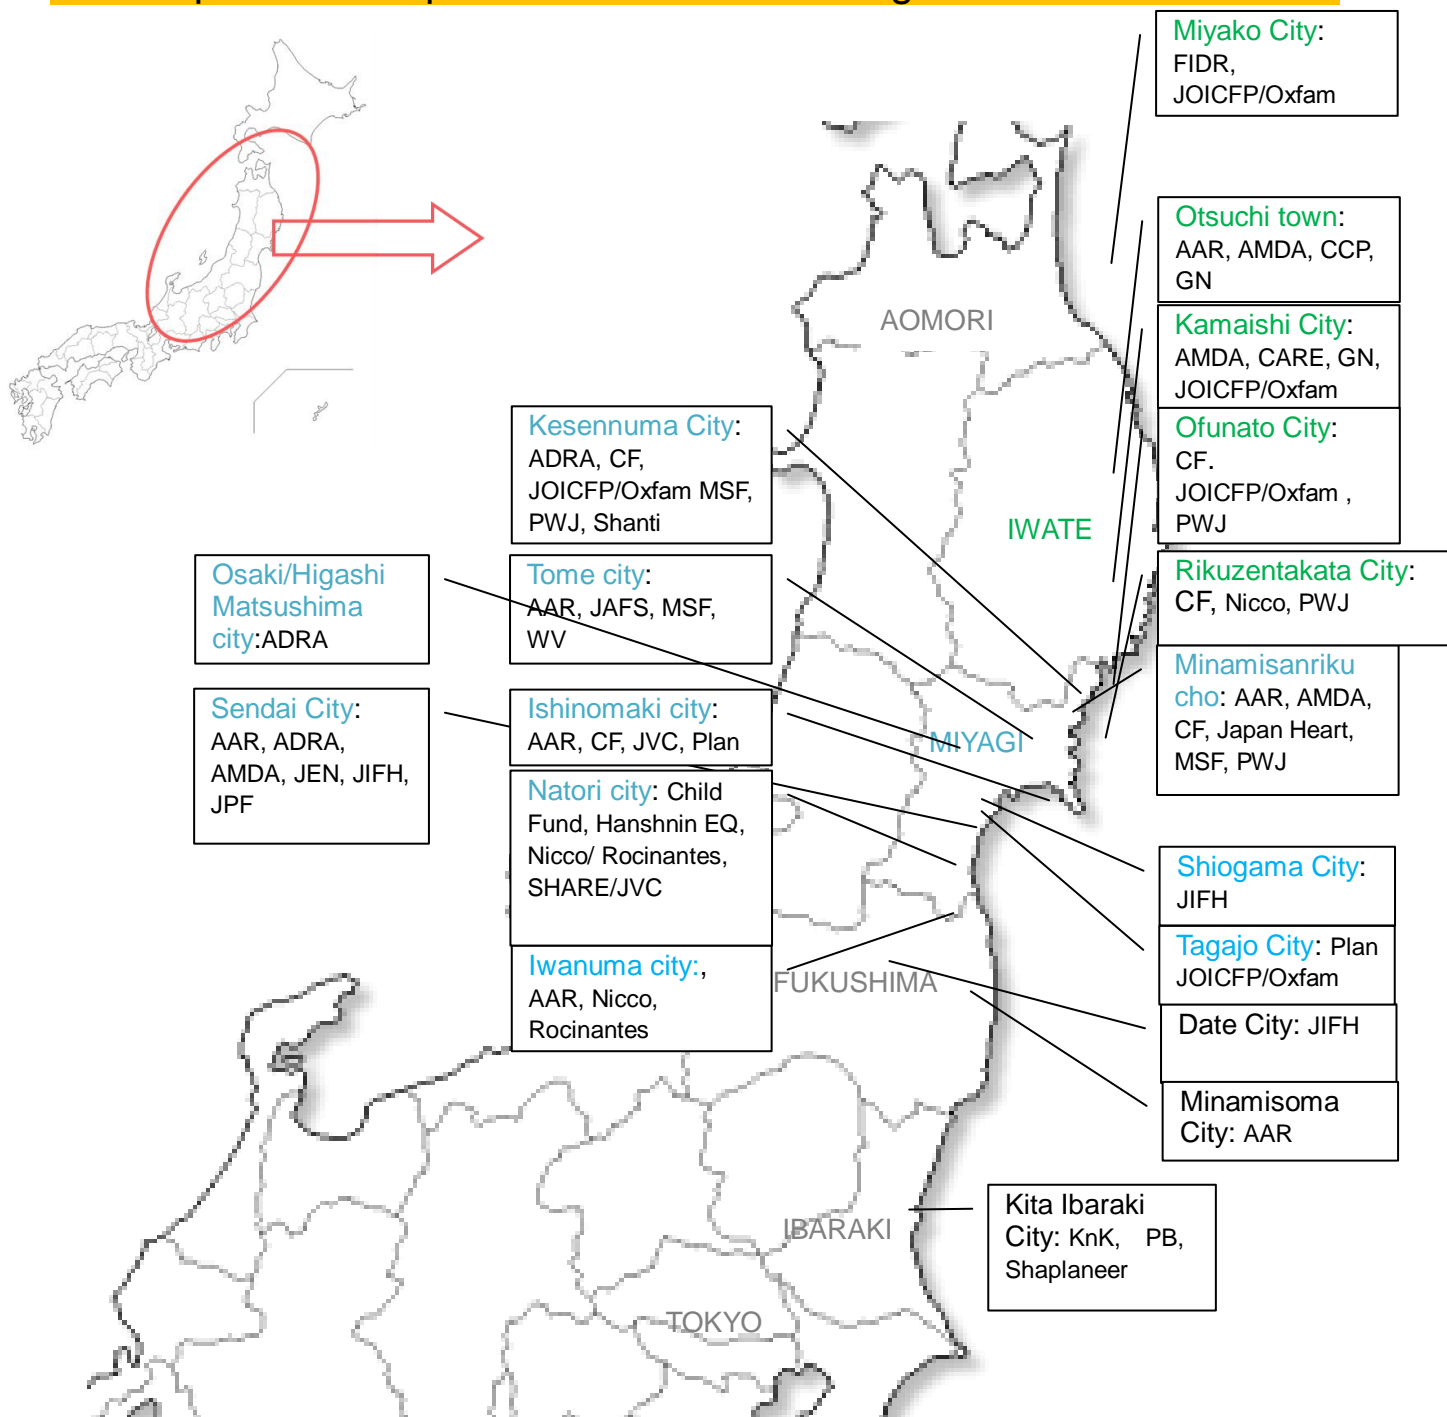 Miyako City:
FIDR,
JOICFP/Oxfam
Otsuchi town:
AAR, AMDA, CCP,
GN
Kamaishi City:
AMDA, CARE, GN,
JOICFP/Oxfam
Ofunato City:
CF.
JOICFP/Oxfam ,
PWJ
Rikuzentakata City:
CF, Nicco, PWJ
Minamisanriku
cho: AAR, AMDA,
CF, Japan Heart,
MSF, PWJ
AOMORI
IWATE
Kesennuma City:
ADRA, CF,
JOICFP/Oxfam MSF,
PWJ, Shanti
Osaki/Higashi
Matsushima
city:ADRA
Tome city:
AAR, JAFS, MSF,
WV
Sendai City:
AAR, ADRA,
AMDA, JEN, JIFH,
JPF
Ishinomaki city:
AAR, CF, JVC, Plan
MIYAGI
Natori city: Child
Fund, Hanshnin EQ,
Nicco/ Rocinantes,
SHARE/JVC
Iwanuma city:,
AAR, Nicco,
Rocinantes
FUKUSHIMA
Shiogama City:
JIFH
Tagajo City: Plan
JOICFP/Oxfam
Date City: JIFH
Minamisoma
City: AAR
Kita Ibaraki
City: KnK, PB,
Shaplaneer
IBARAKI
TOKYO